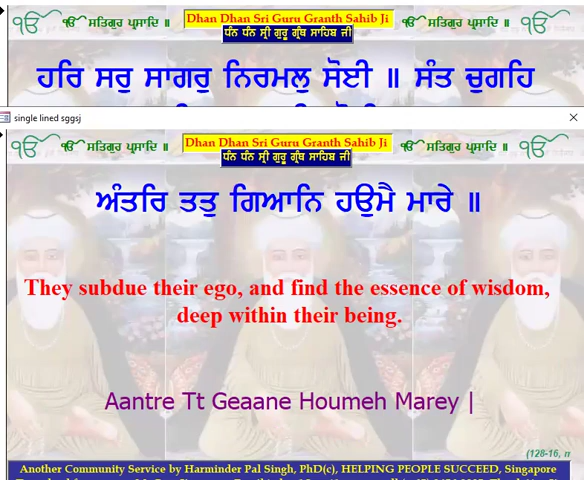 ੴ ੴ ਸਤਿਗੁਰ ਪ੍ਰਸਾਦਿ ॥ Dhan Dhan Sri Guru Granth Sahib Ji ੴ ਸਤਿਗੁਰ ਪ੍ਰਸਾਦਿ ॥ ੴ
ਧੰਨ ਧੰਨ ਸ੍ਰੀ ਗੁਰੂ ਗ੍ਰੰਥ ਸਾਹਿਬ ਜੀ
ਹਰਿ ਸਰੁ ਸਾਗਰੁ ਨਿਰਮਲੁ ਸੋਈ ॥ ਸੰਤ ਚੁਗਹਿ
single lined sggsj
ੴ ੴ ਸਤਿਗੁਰ ਪ੍ਰਸਾਦਿ ॥ Dhan Dhan Sri Guru Granth Sahib Ji ੴ ਸਤਿਗੁਰ ਪ੍ਰਸਾਦਿ ॥ ੴ
ਧੰਨ ਧੰਨ ਸ੍ਰੀ ਗੁਰੂ ਗ੍ਰੰਥ ਸਾਹਿਬ ਜੀ
ਅੰਤਰਿ ਤਤੁ ਗਿਆਨਿ ਹਉਮੈ ਮਾਰੇ ॥
They subdue their ego, and find the essence of wisdom,
deep within their being.
Aantre Tt Geaane Houmeh Marey |
(128-16,
Another Community Service by Harminder Pal Singh, PhD(c), HELPING PEOPLE SUCCEED, Singapore